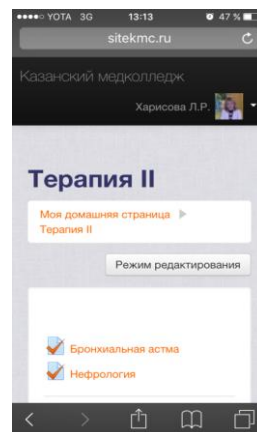 YOTA 3G 13:13 47 %
sitekmc.ru
Казанский медколледж
Харисова Л.Р.
Терапия II
Моя домашняя страница
Терапия II
Режим редактирования
Бронхиальная астма
Нефрология